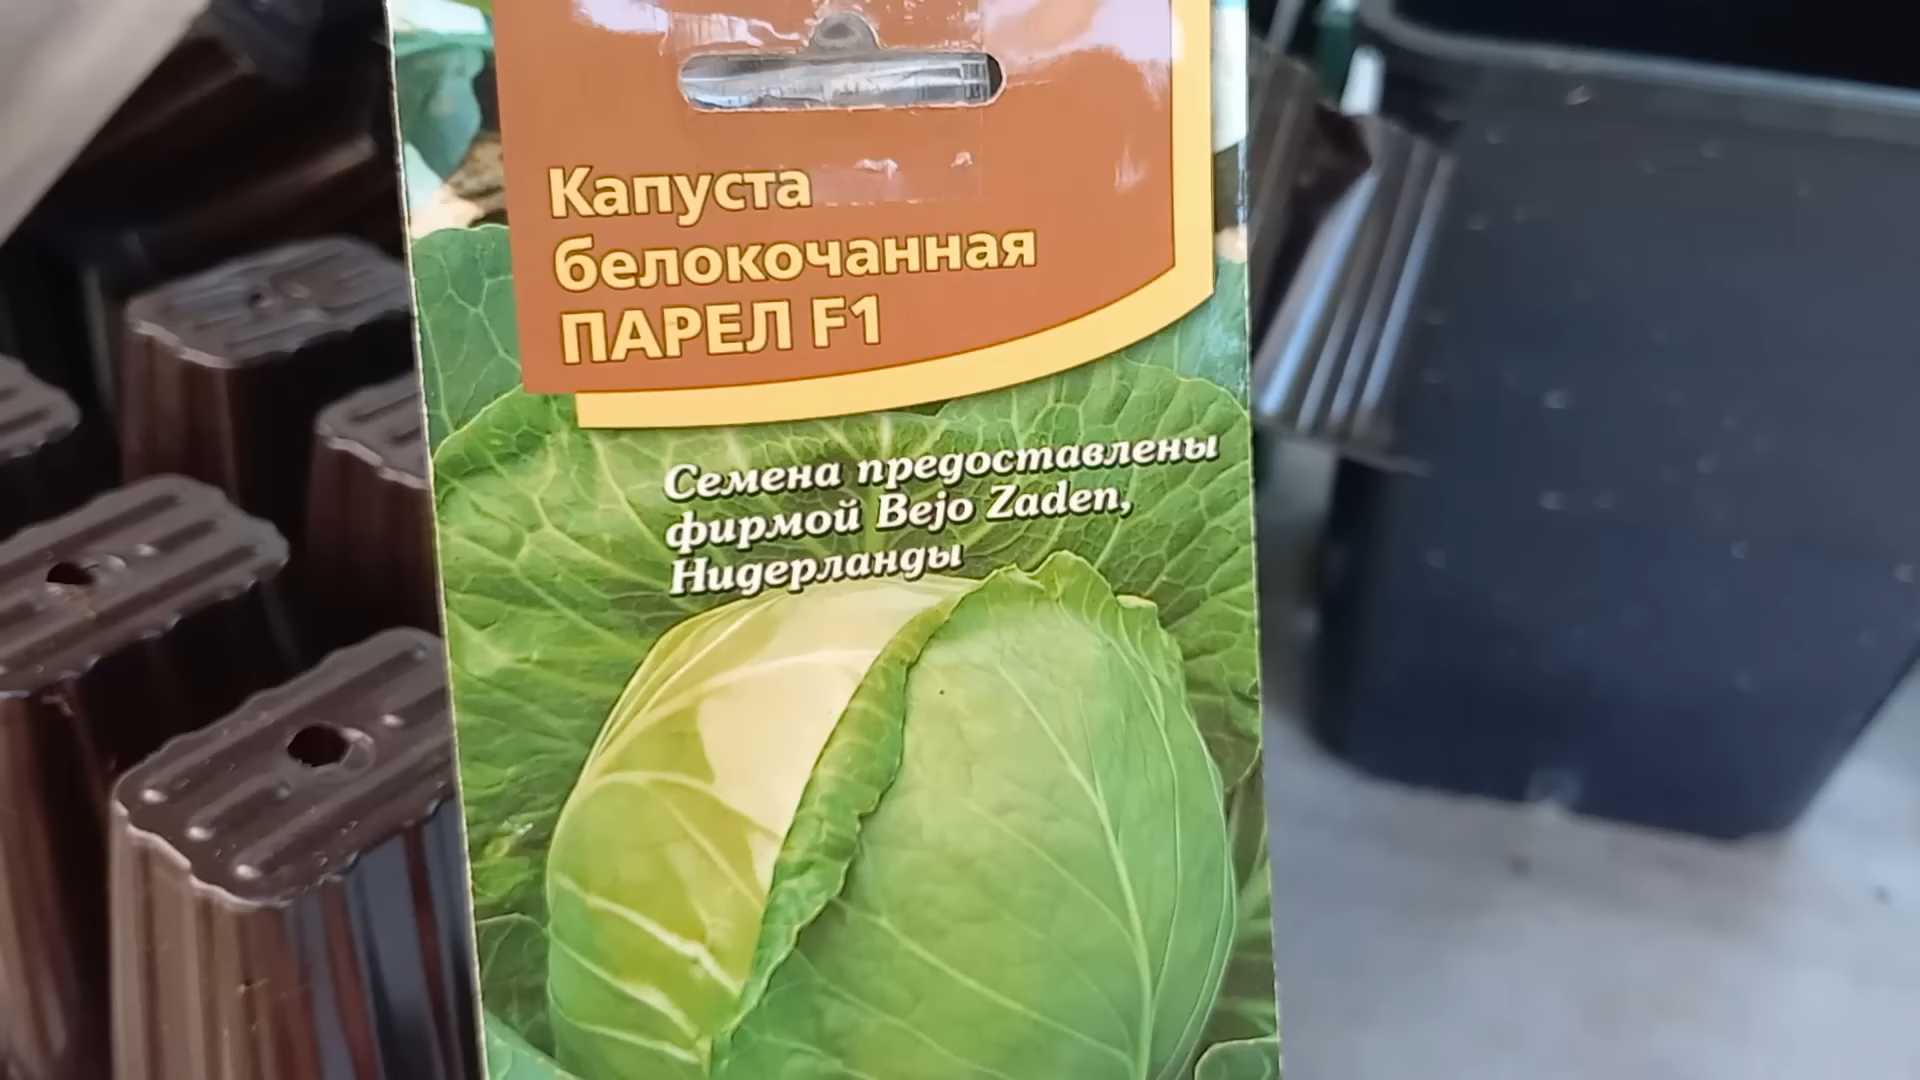 Капуста
белокочанная
ПАРЕЛ F1
Семена предоставлены
фирмой Bejo Zaden,
Нидерланды